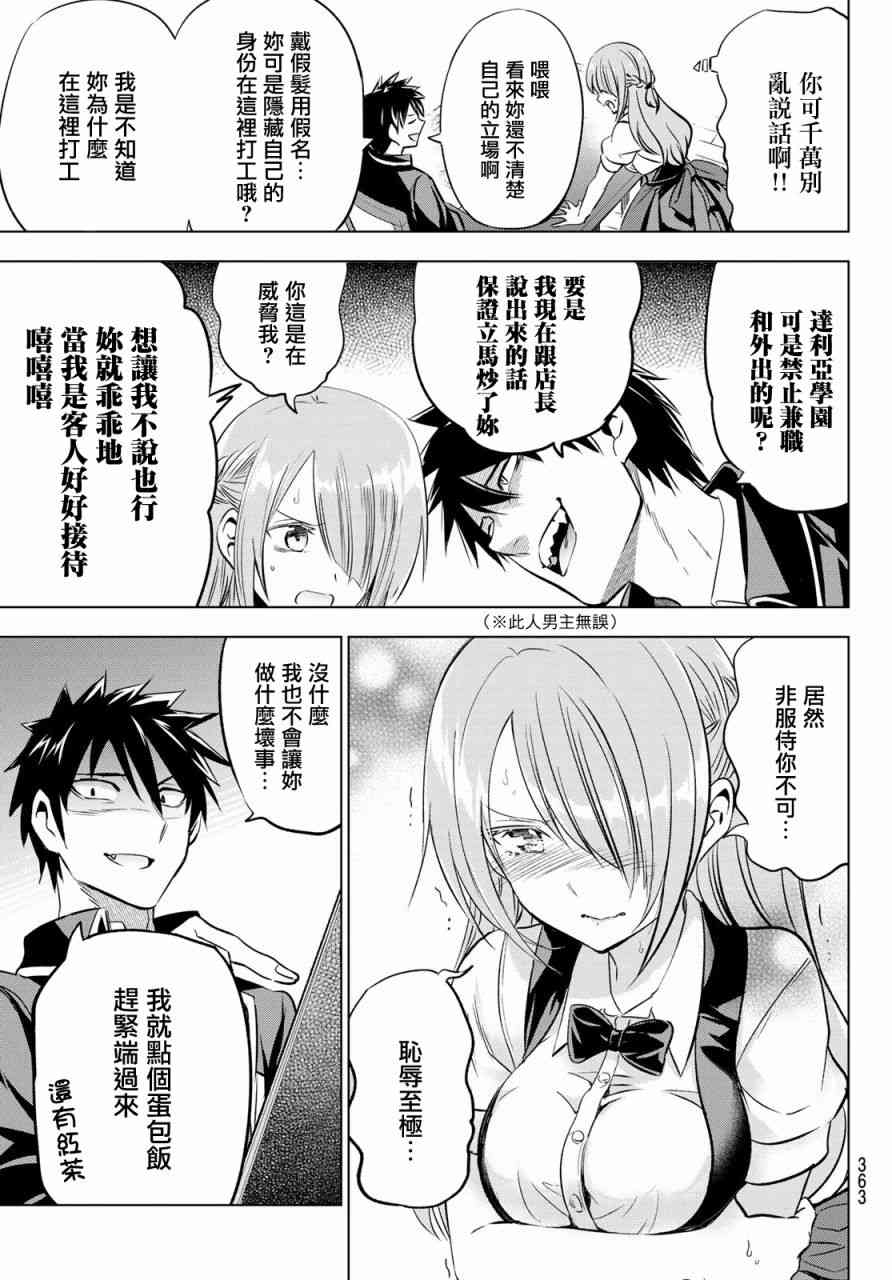 你可千萬別
亂說話啊!!
喂喂
看來妳還不清楚
自己的立場啊
戴假髮用假名…
妳可是隱藏自己的
身份在這裡打工哦?
我是不知道
妳為什麼
在這裡打工
達利亞學園
可是禁止兼職
和外出的呢?
要是
我現在跟店長
說出來的話
保證立馬炒了妳
你這是在
威脅我?
想讓我不說也行
妳就乖乖地
當我是客人好好接待
嘻嘻嘻
(※此人男主無誤)
居然
非服侍你不可…
恥辱至極…
沒什麼
我也不會讓妳
做什麼壞事…
我就點個蛋包飯
趕緊端過來
還有紅茶
363